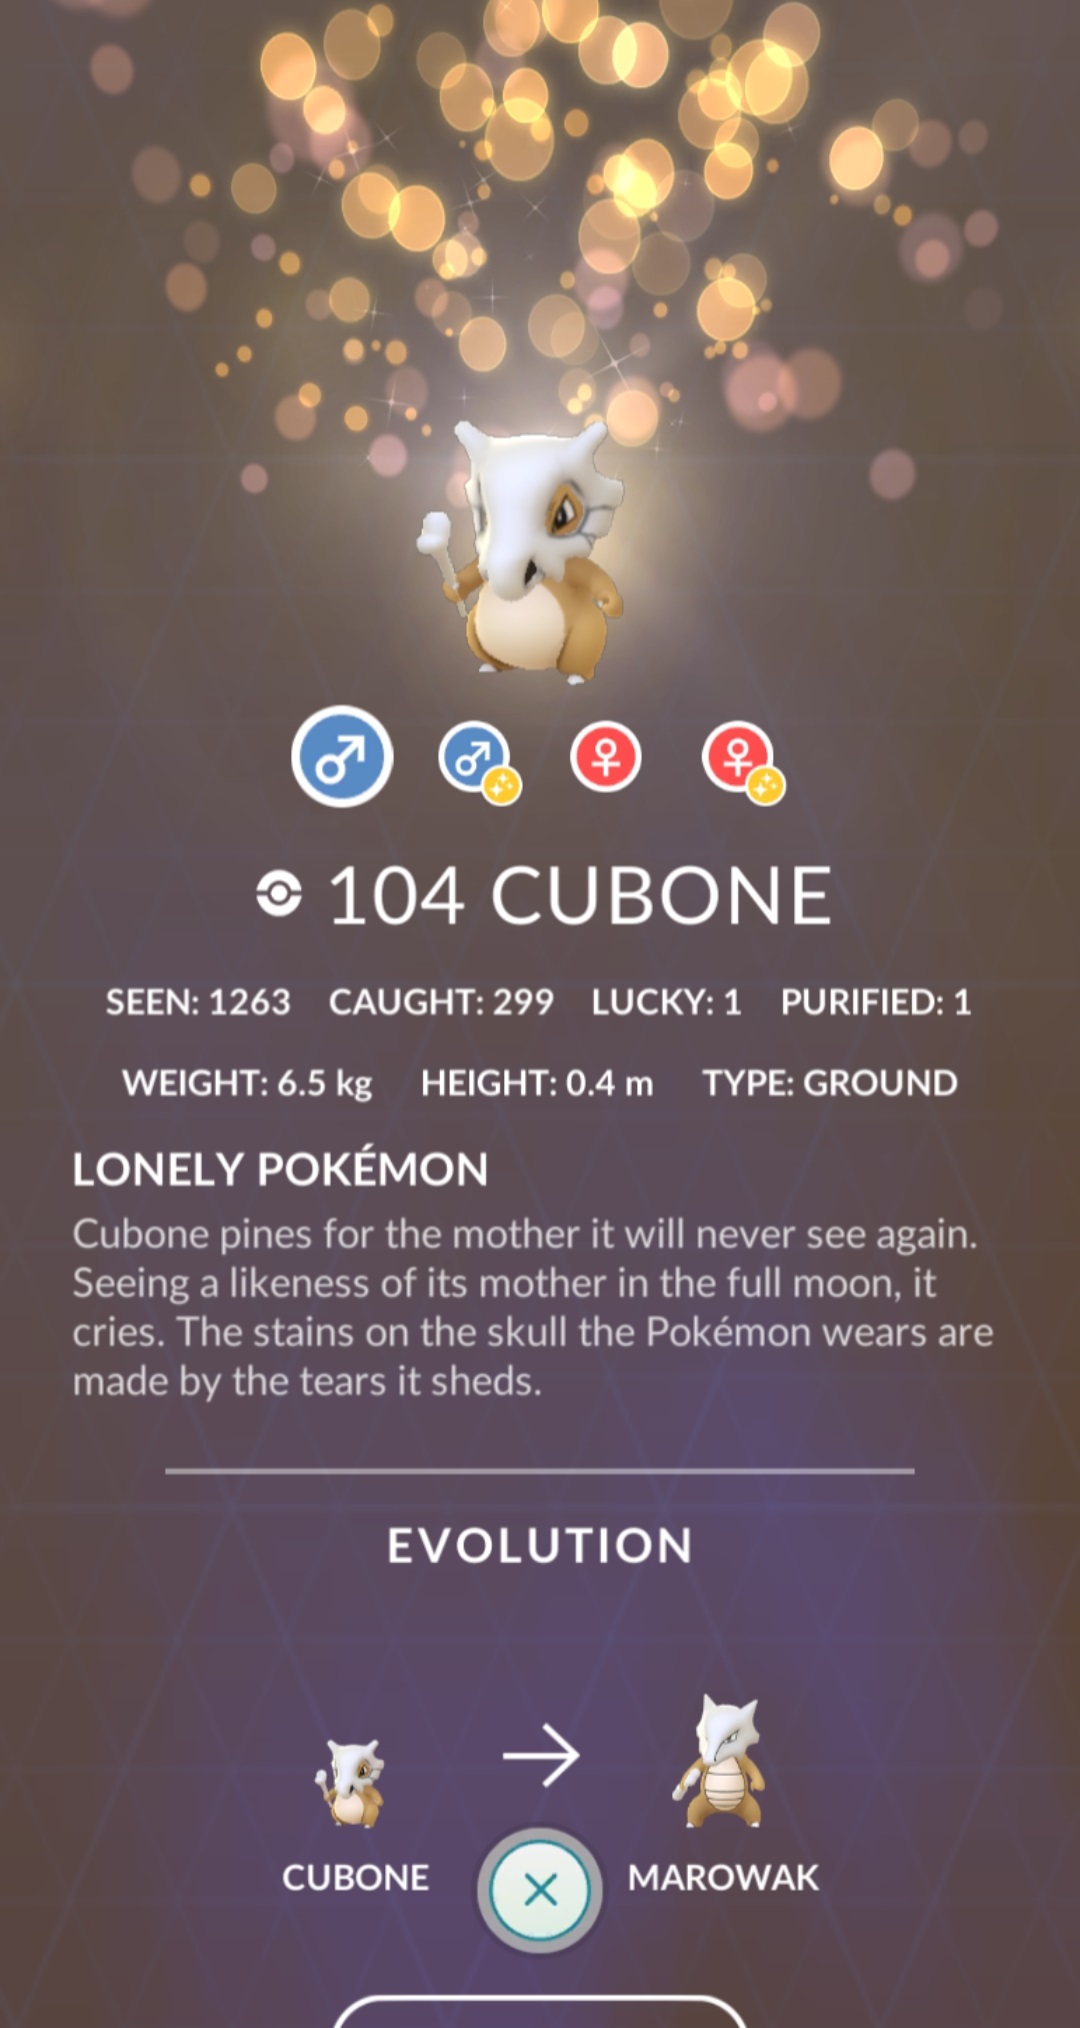 104 CUBONE
SEEN: 1263 CAUGHT: 299 LUCKY: 1 PURIFIED: 1
WEIGHT: 6.5 kg HEIGHT: 0.4 m TYPE: GROUND
LONELY POKÉMON
Cubone pines for the mother it will never see again.
Seeing a likeness of its mother in the full moon, it
cries. The stains on the skull the Pokémon wears are
made by the tears it sheds.
EVOLUTION
CUBONE MAROWAK